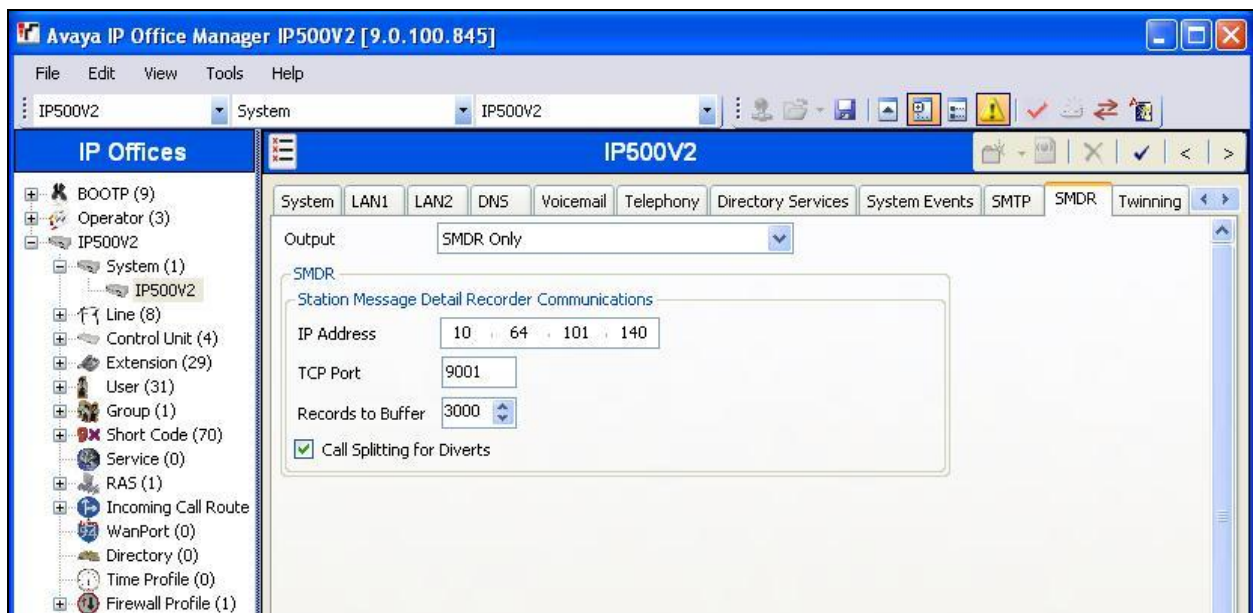 Avaya IP Office Manager IP500V2 [9.0.100.845]
File Edit View Tools Help
IP500V2 System IP500V2
IP Offices
IP500V2
BOOTP (9)
Operator (3)
IP500V2
System (1)
IP500V2
Line (8)
Control Unit (4)
Extension (29)
User (31)
Group (1)
Short Code (70)
Service (0)
RAS (1)
Incoming Call Route
WanPort (0)
Directory (0)
Time Profile (0)
Firewall Profile (1)
System LAN1 LAN2 DNS Voicemail Telephony Directory Services System Events SMTP SMDR Twinning
Output SMDR Only
SMDR
Station Message Detail Recorder Communications
IP Address 10 . 64 . 101 . 140
TCP Port 9001
Records to Buffer 3000
Call Splitting for Diverts